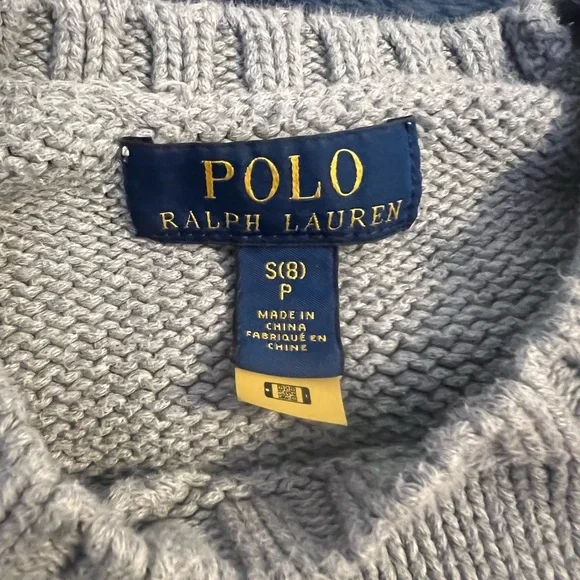 POLO
RALPH LAUREN
S(8)
P
MADE IN
CHINA
FABRIQUÉ EN
CHINE